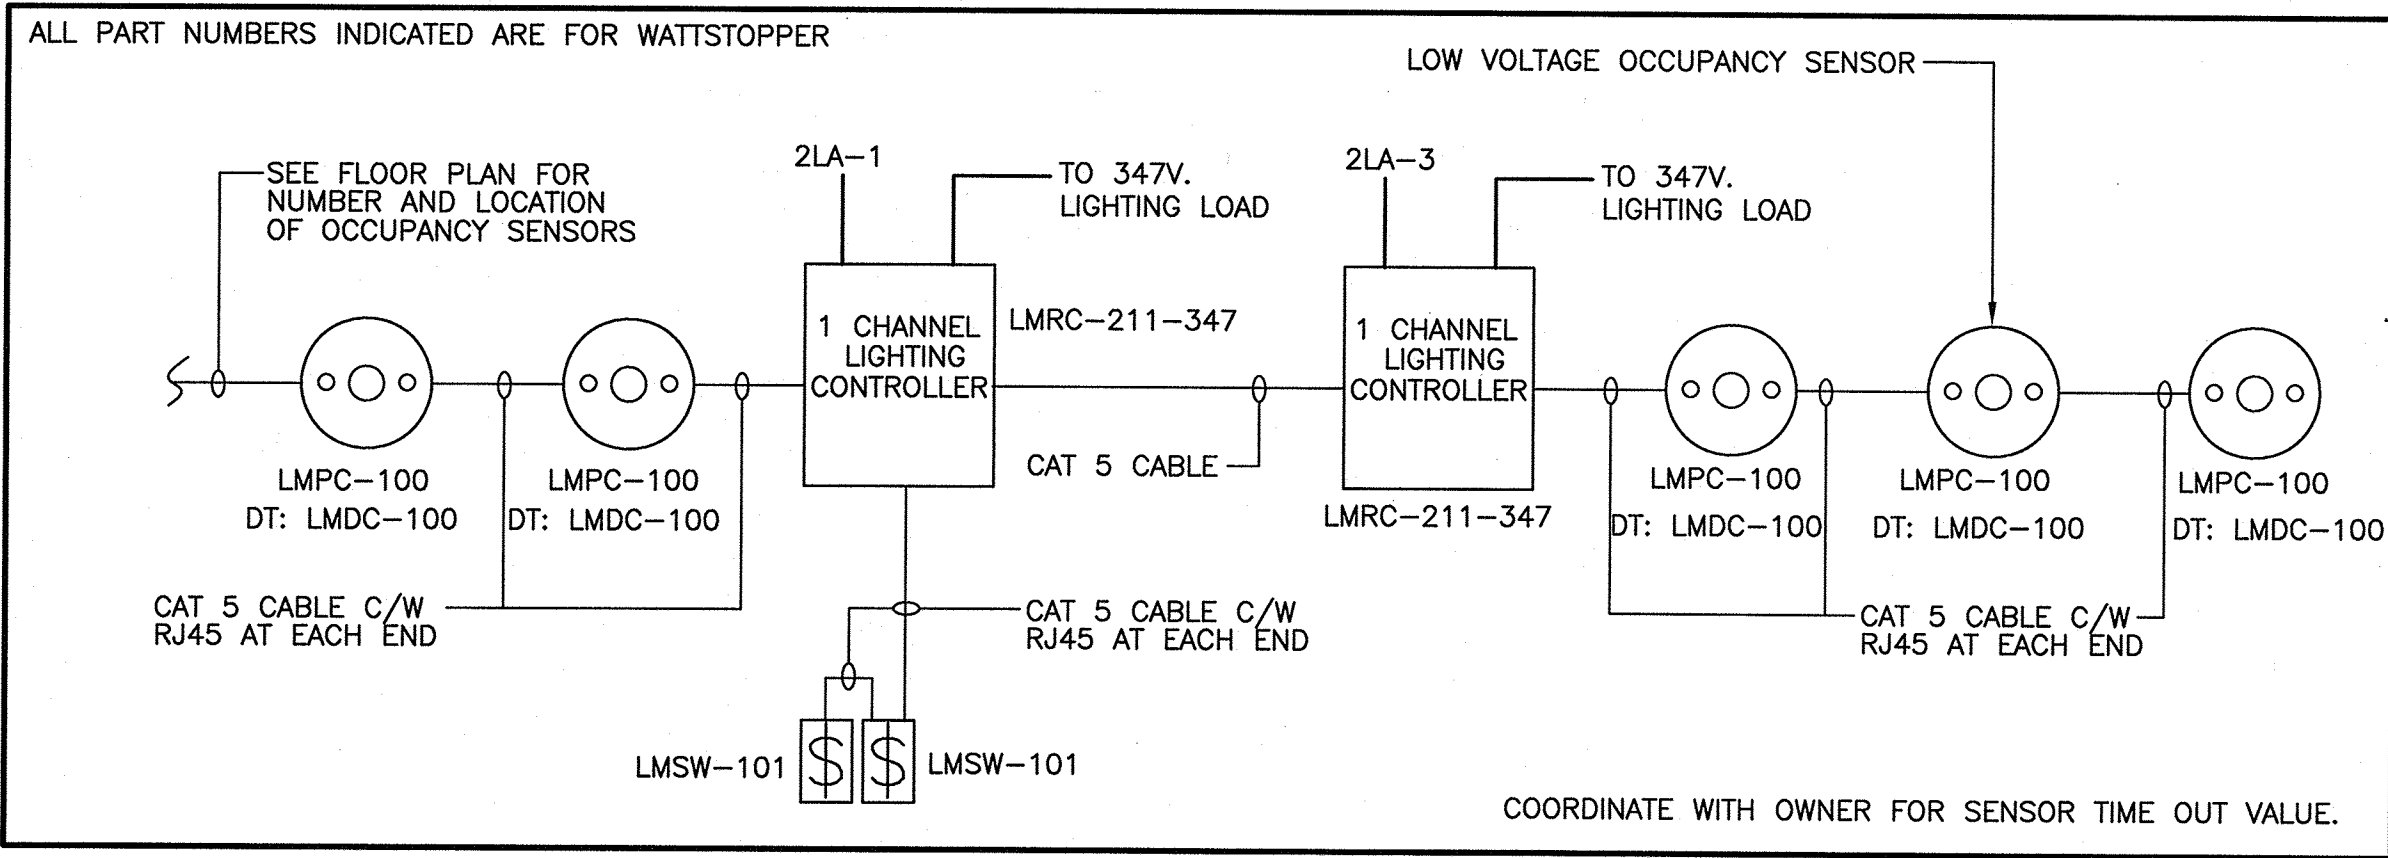 ALL PART NUMBERS INDICATED ARE FOR WATTSTOPPER
LOW VOLTAGE OCCUPANCY SENSOR
SEE FLOOR PLAN FOR
NUMBER AND LOCATION
OF OCCUPANCY SENSORS
2LA-1
TO 347V.
LIGHTING LOAD
2LA-3
TO 347V.
LIGHTING LOAD
1 CHANNEL
LIGHTING
CONTROLLER
LMRC-211-347
1 CHANNEL
LIGHTING
CONTROLLER
LMRC-211-347
CAT 5 CABLE
LMPC-100
DT: LMDC-100
LMPC-100
DT: LMDC-100
LMPC-100
DT: LMDC-100
LMPC-100
DT: LMDC-100
LMPC-100
DT: LMDC-100
CAT 5 CABLE C/W
RJ45 AT EACH END
CAT 5 CABLE C/W
RJ45 AT EACH END
CAT 5 CABLE C/W
RJ45 AT EACH END
LMSW-101
$
$
LMSW-101
COORDINATE WITH OWNER FOR SENSOR TIME OUT VALUE.